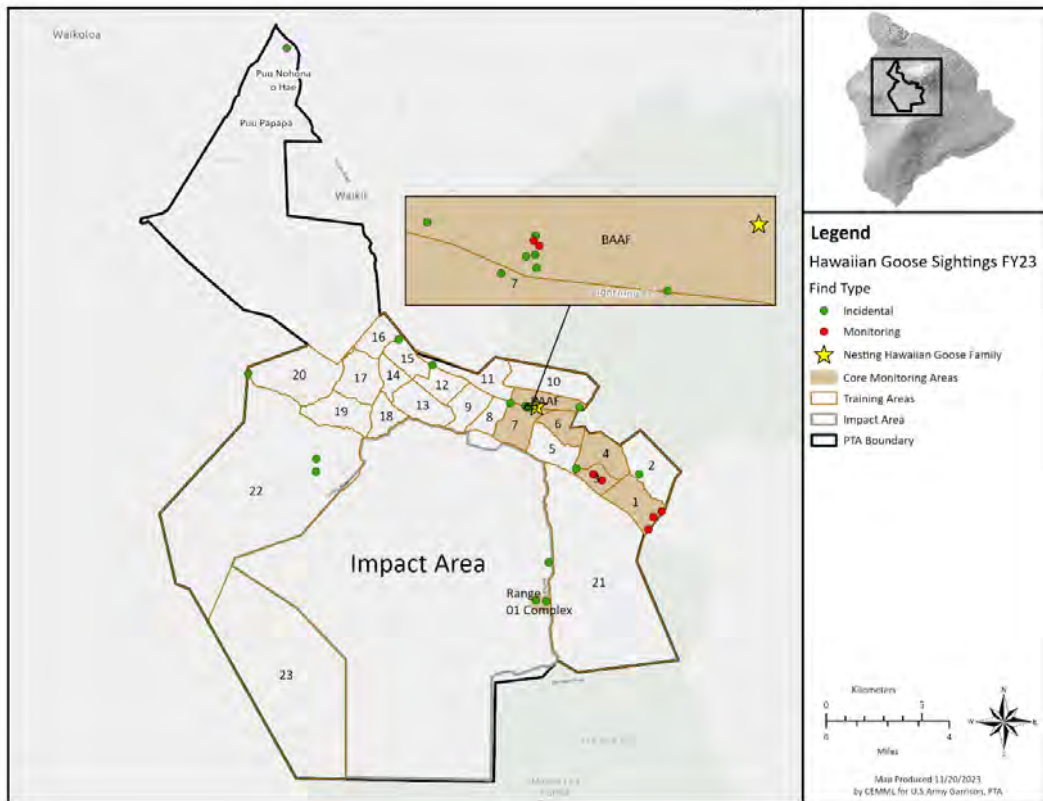 Waikoloa
Puu Nohona
o Hae
Puu Papapa
Waikii
BAAF
7
16
15
20
17
14
12
11
10
BAAF
19
18
13
9
8
7
6
5
4
2
3
1
22
Impact Area
21
Range
01 Complex
23
Legend
Hawaiian Goose Sightings FY23
Find Type
Incidental
Monitoring
Nesting Hawaiian Goose Family
Core Monitoring Areas
Training Areas
Impact Area
PTA Boundary
Kilometers
0 5
0 4
Miles
N
W E
S
Map Produced 11/20/2023
by CEMML for U.S Army Garrison, PTA